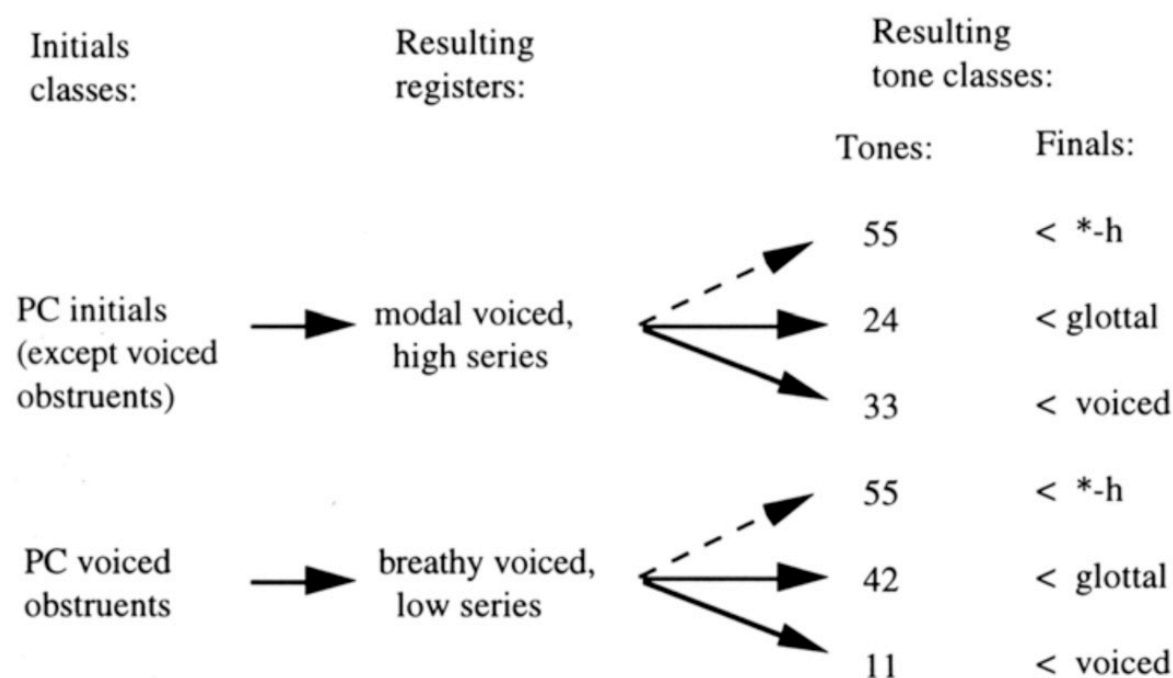 Initials
classes:
Resulting
registers:
Resulting
tone classes:
Tones:
Finals:
55 < *-h
PC initials
(except voiced
obstruents)
modal voiced,
high series
24 < glottal
33 < voiced
55 < *-h
PC voiced
obstruents
breathy voiced,
low series
42 < glottal
11 < voiced